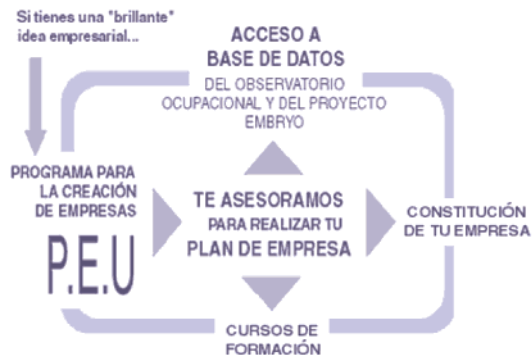 Si tienes una "brillante"
idea empresarial...
ACCESO A
BASE DE DATOS
DEL OBSERVATORIO
OCUPACIONAL Y DEL PROYECTO
EMBRYO
PROGRAMA PARA
LA CREACIÓN
DE EMPRESAS
P.E.U
TE ASESORAMOS
PARA REALIZAR TU
PLAN DE EMPRESA
CONSTITUCIÓN
DE TU EMPRESA
CURSOS DE
FORMACIÓN